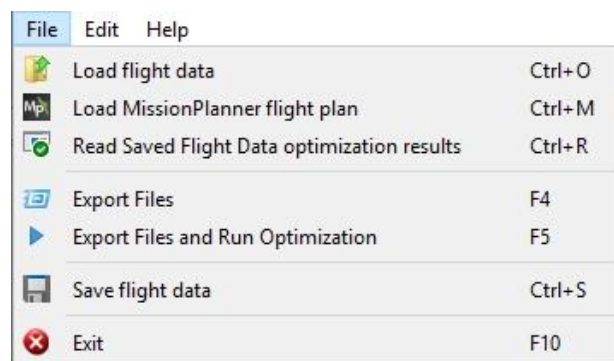 File Edit Help
Load flight data Ctrl+O
Mp Load MissionPlanner flight plan Ctrl+M
Read Saved Flight Data optimization results Ctrl+R
Export Files F4
Export Files and Run Optimization F5
Save flight data Ctrl+S
Exit F10